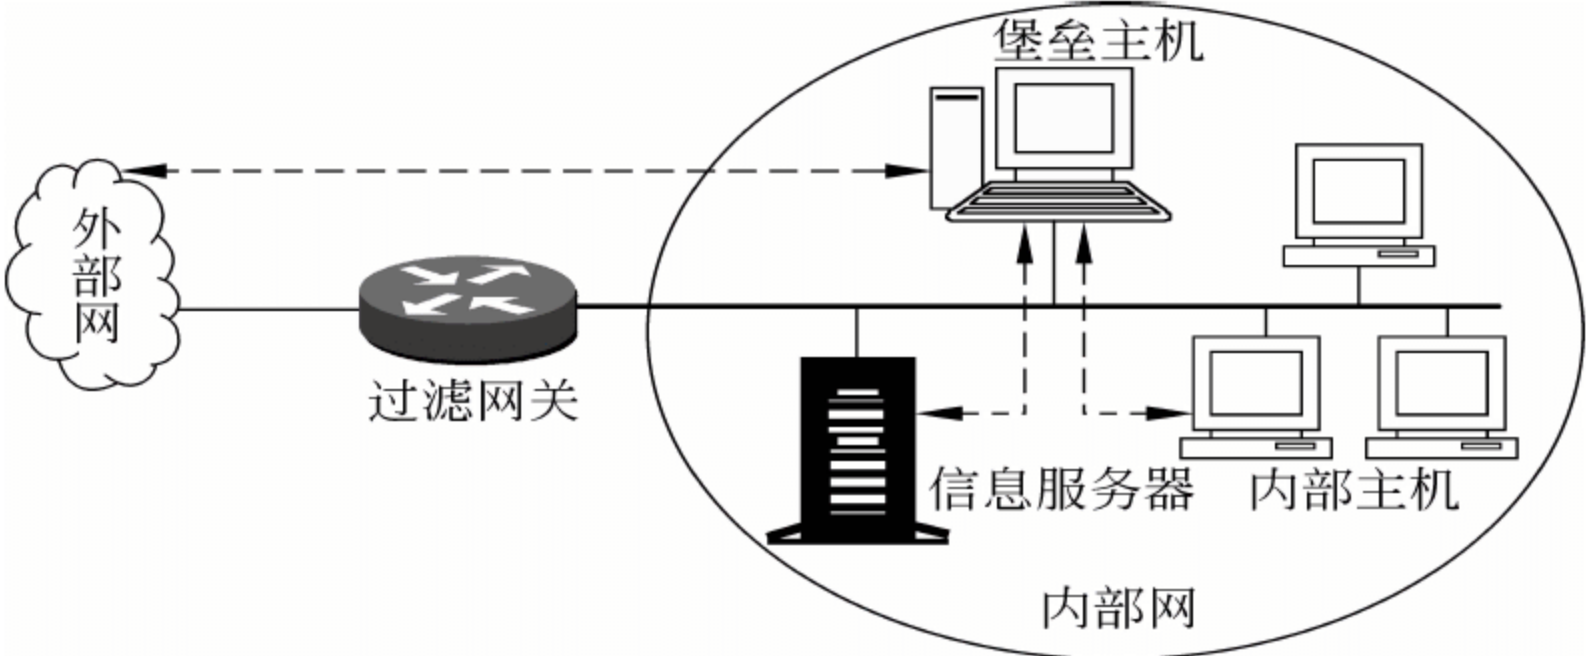 堡垒主机
外部网
过滤网关
信息服务器
内部主机
内部网